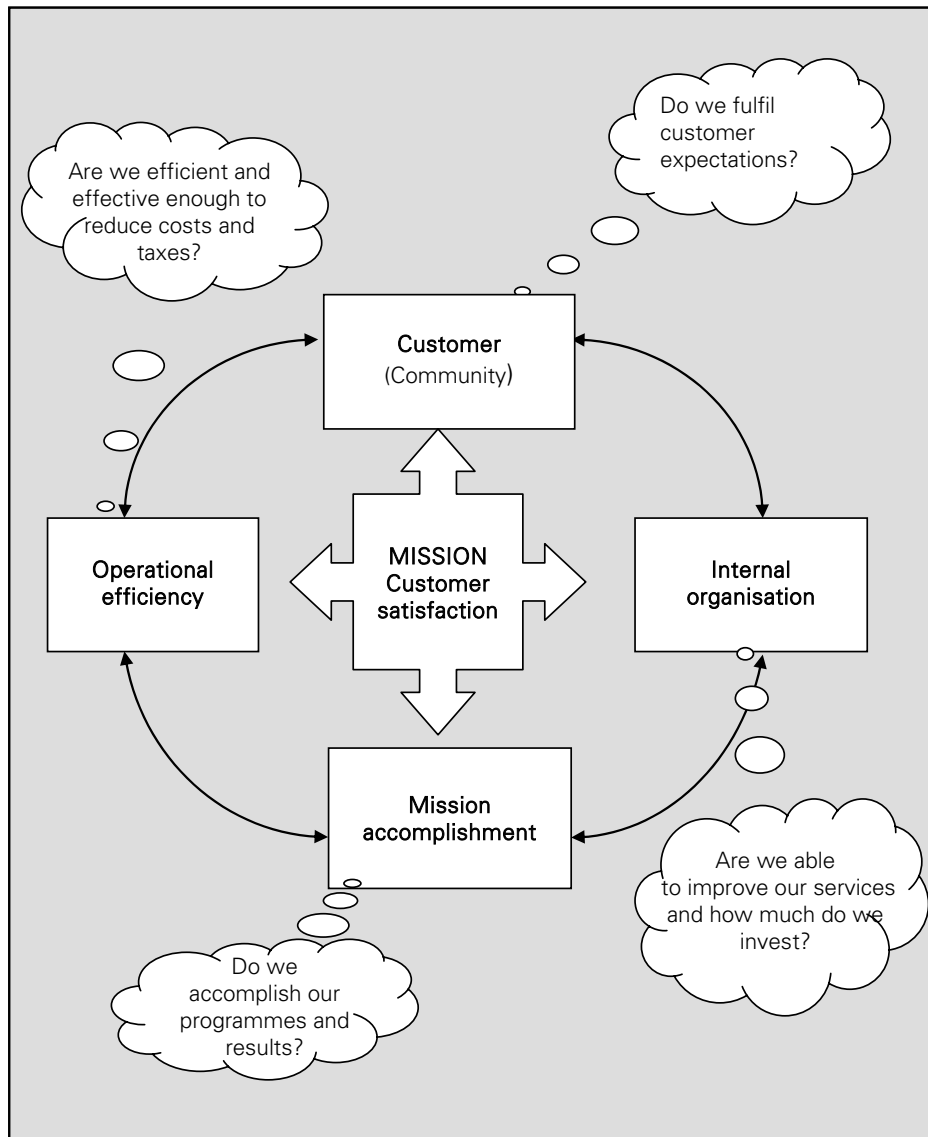 Do we fulfil
customer
expectations?
Are we efficient and
effective enough to
reduce costs and
taxes?
Customer
(Community)
Operational
efficiency
MISSION
Customer
satisfaction
Internal
organisation
Mission
accomplishment
Are we able
to improve our services
and how much do we
invest?
Do we
accomplish our
programmes and
results?